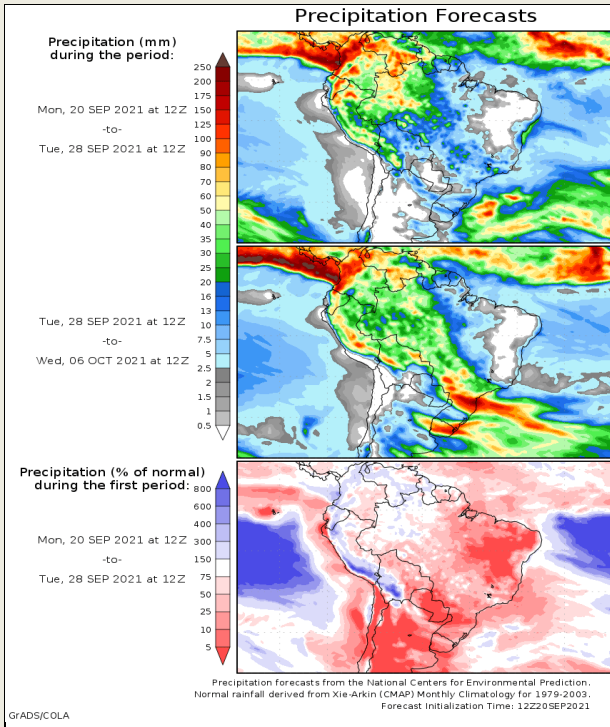 Precipitation Forecasts
Precipitation (mm)
during the period:
Mon, 20 SEP 2021 at 12Z
-to-
Tue, 28 SEP 2021 at 12Z
250
200
175
150
125
100
90
80
70
60
50
40
35
30
25
20
16
13
10
7.5
5
2.5
2
1.5
1
0.5
Tue, 28 SEP 2021 at 12Z
-to-
Wed, 06 OCT 2021 at 12Z
Precipitation (% of normal)
during the first period:
Mon, 20 SEP 2021 at 12Z
-to-
Tue, 28 SEP 2021 at 12Z
800
600
400
300
150
75
50
25
10
5
Precipitation forecasts from the National Centers for Environmental Prediction.
Normal rainfall derived from Xie-Arkin (CMAP) Monthly Climatology for 1979-2003.
Forecast Initialization Time: 12Z20SEP2021
GrADS/COLA